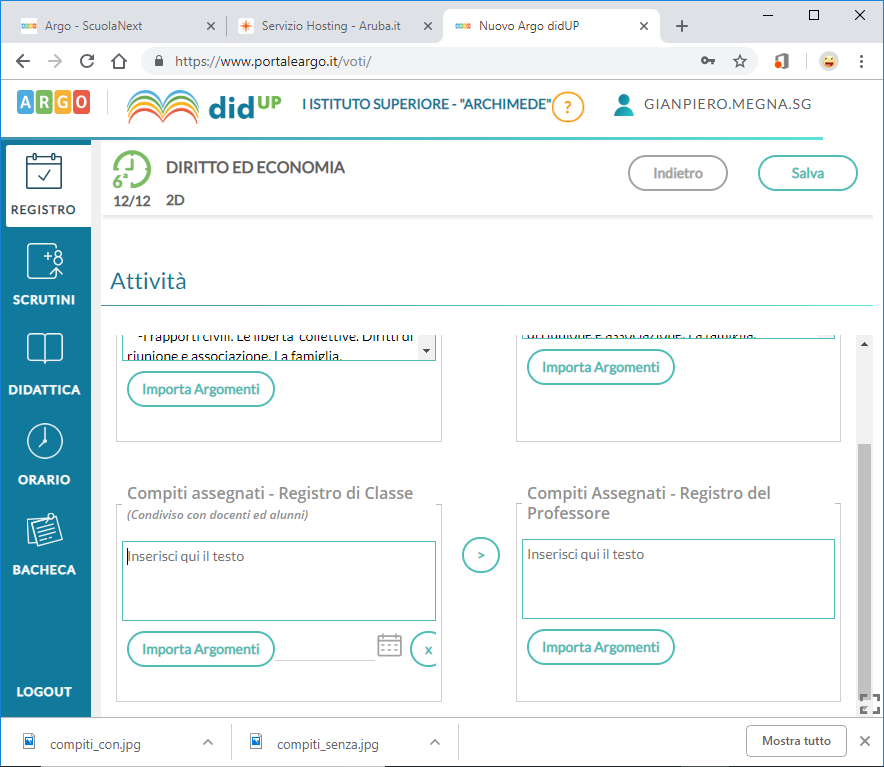 Argo - ScuolaNext
Servizio Hosting - Aruba.it
Nuovo Argo didUP
https://www.portaleargo.it/voti/
ARGO
didUP
I ISTITUTO SUPERIORE - "ARCHIMEDE"
?
GIANPIERO.MEGNA.SG
REGISTRO
6ª
12/12
DIRITTO ED ECONOMIA
2D
Indietro
Salva
SCRUTINI
DIDATTICA
ORARIO
BACHECA
LOGOUT
Attività
-I rapporti civili. Le libertà collettive. Diritti di
riunione e associazione. La famiglia.
Importa Argomenti
di riunione e associazione. La famiglia.
Importa Argomenti
Compiti assegnati - Registro di Classe
(Condiviso con docenti ed alunni)
Inserisci qui il testo
Importa Argomenti
x
>
Compiti Assegnati - Registro del
Professore
Inserisci qui il testo
Importa Argomenti
compiti_con.jpg
compiti_senza.jpg
Mostra tutto